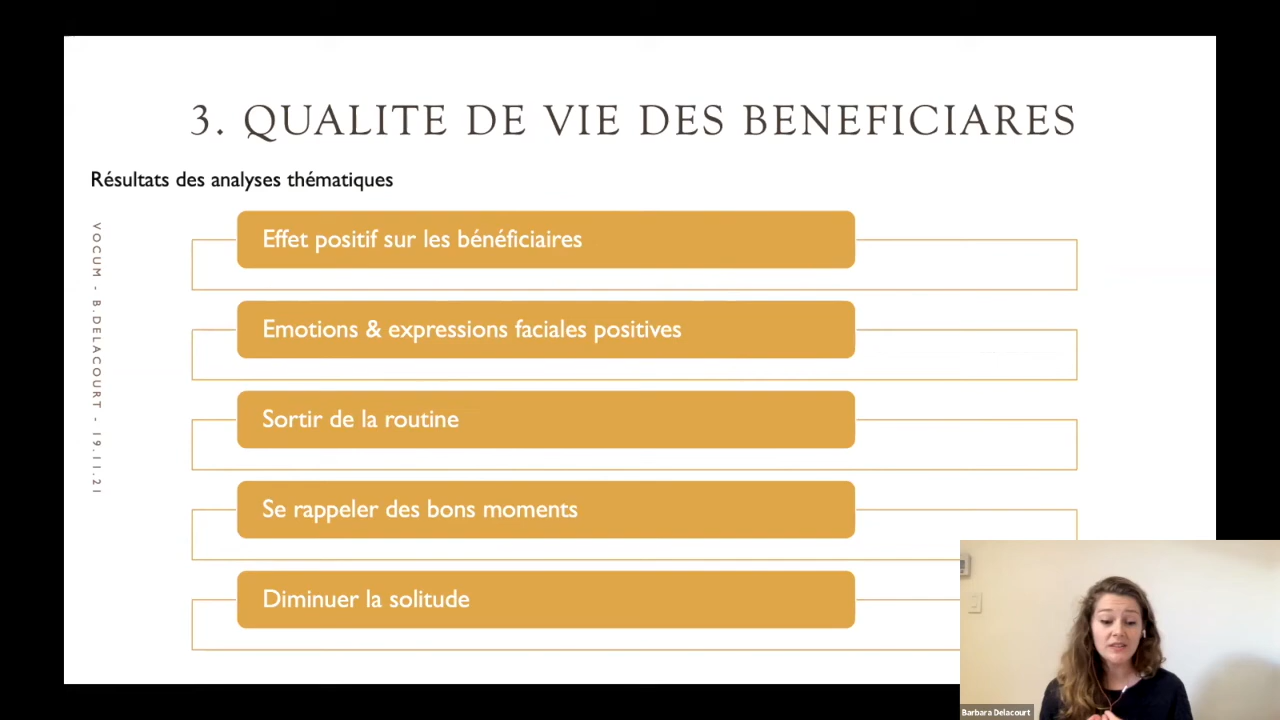 3. QUALITE DE VIE DES BENEFICIARES
Résultats des analyses thématiques
VOCUM - B.DELACOURT - 19.11.21
Effet positif sur les bénéficiaires
Emotions & expressions faciales positives
Sortir de la routine
Se rappeler des bons moments
Diminuer la solitude
Barbara Delacourt